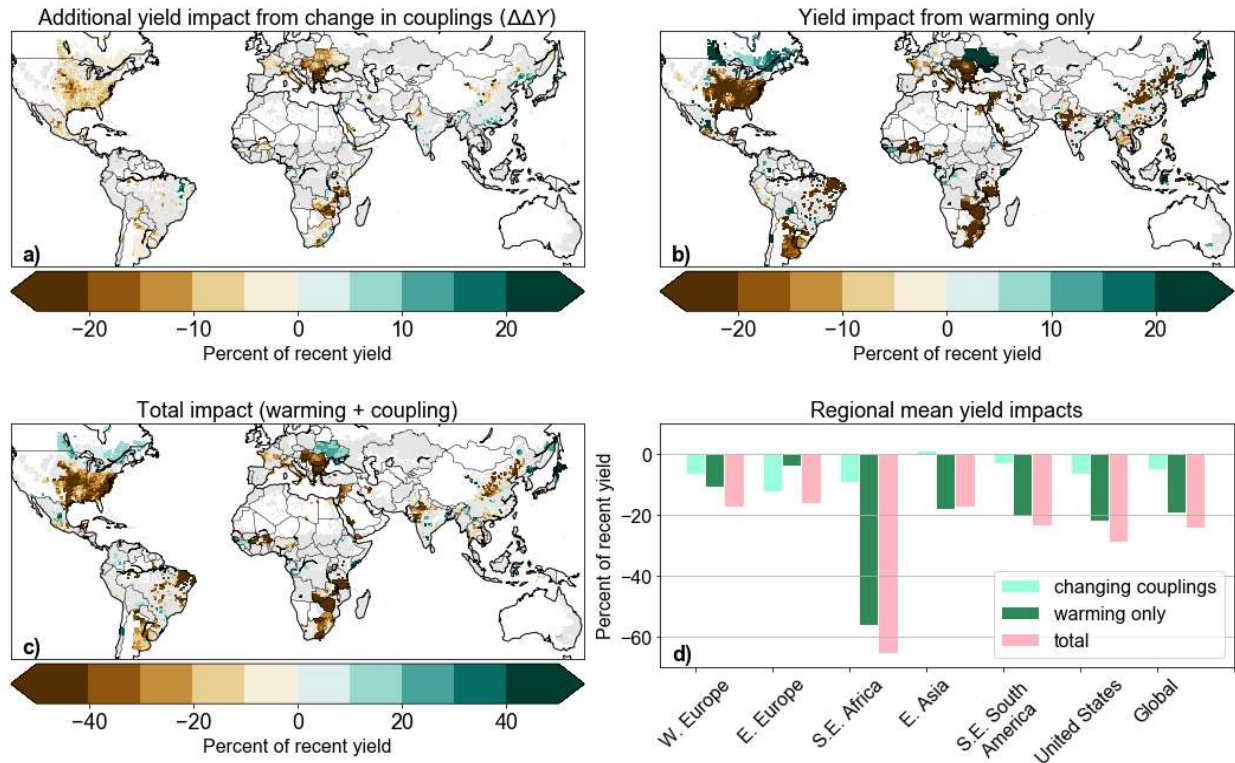 Additional yield impact from change in couplings (ΔΔY)
a)
−20 −10 0 10 20
Percent of recent yield
Yield impact from warming only
b)
−20 −10 0 10 20
Percent of recent yield
Total impact (warming + coupling)
c)
−40 −20 0 20 40
Percent of recent yield
Regional mean yield impacts
Percent of recent yield
0
−20
−40
−60
changing couplings
warming only
total
d)
W. Europe
E. Europe
S.E. Africa
E. Asia
S.E. South
America
United States
Global